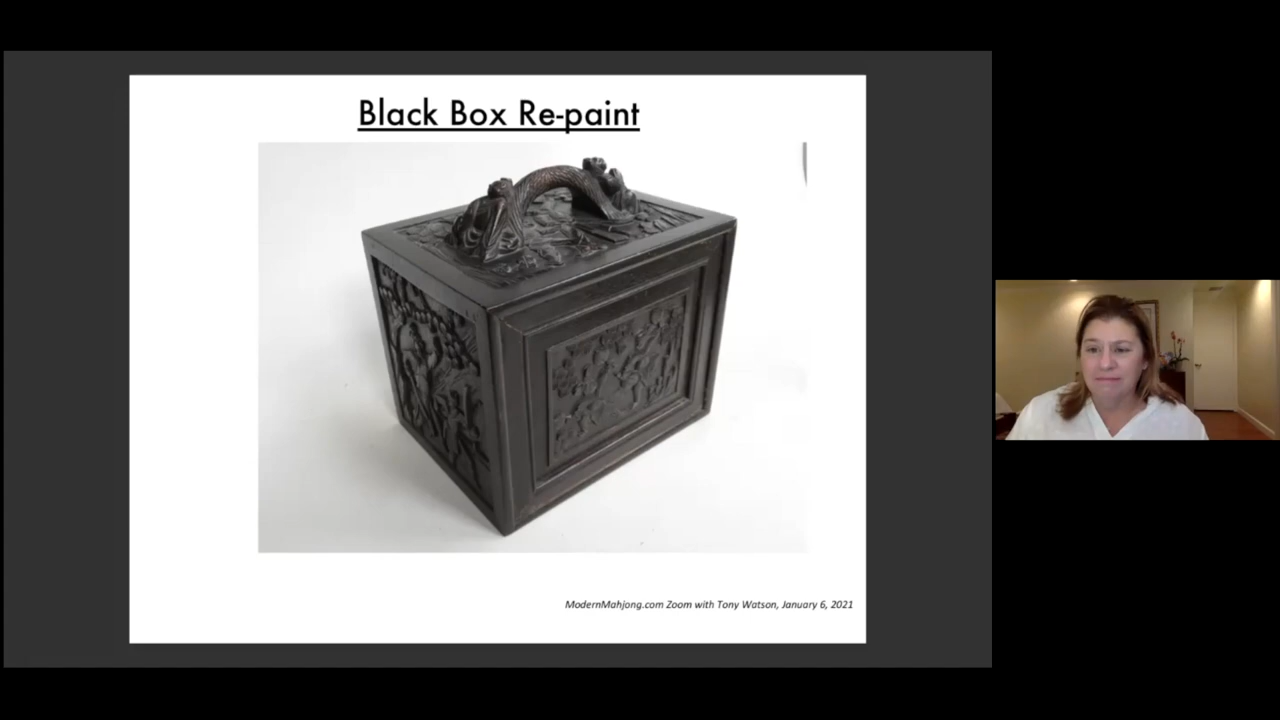 Black Box Re-paint
ModernMahjong.com Zoom with Tony Watson, January 6, 2021